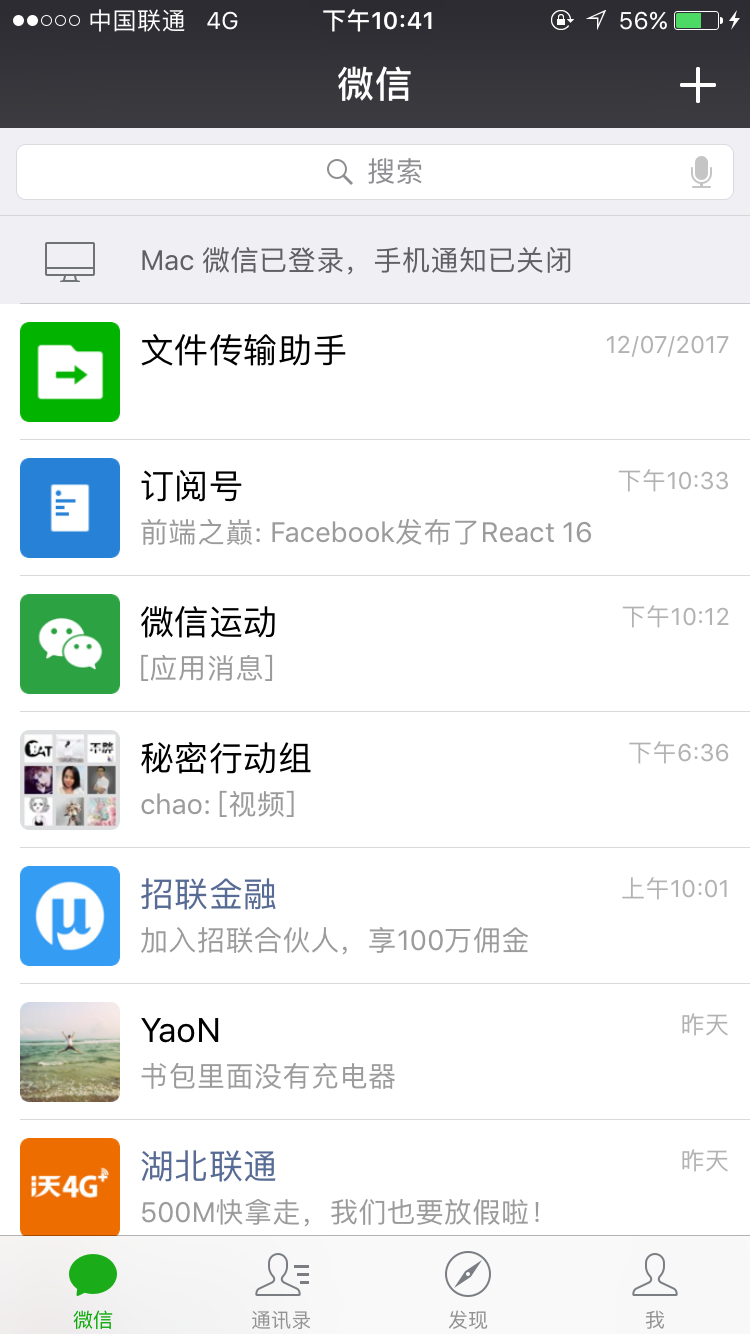 中国联通 4G 下午10:41 56%
微信
搜索
Mac 微信已登录，手机通知已关闭
文件传输助手 12/07/2017
订阅号 下午10:33
前端之巅: Facebook发布了React 16
微信运动 下午10:12
[应用消息]
秘密行动组 下午6:36
chao: [视频]
招联金融 上午10:01
加入招联合伙人，享100万佣金
YaoN 昨天
书包里面没有充电器
湖北联通 昨天
沃4G+
500M快拿走，我们也要放假啦！
微信 通讯录 发现 我